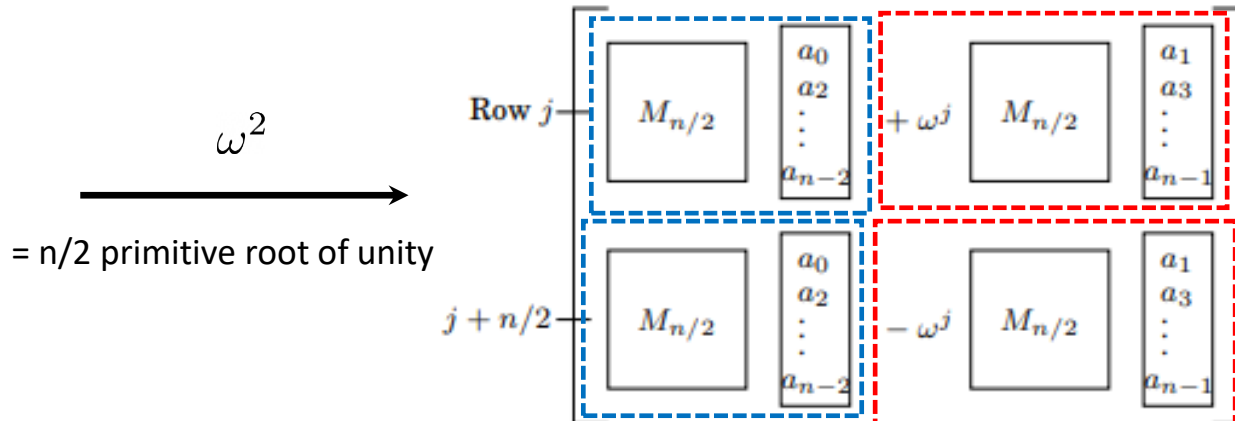 ω²
= n/2 primitive root of unity
Row j
M_{n/2}
a_0
a_2
⋮
a_{n-2}
+ ω^j
M_{n/2}
a_1
a_3
⋮
a_{n-1}
j + n/2
M_{n/2}
a_0
a_2
⋮
a_{n-2}
− ω^j
M_{n/2}
a_1
a_3
⋮
a_{n-1}